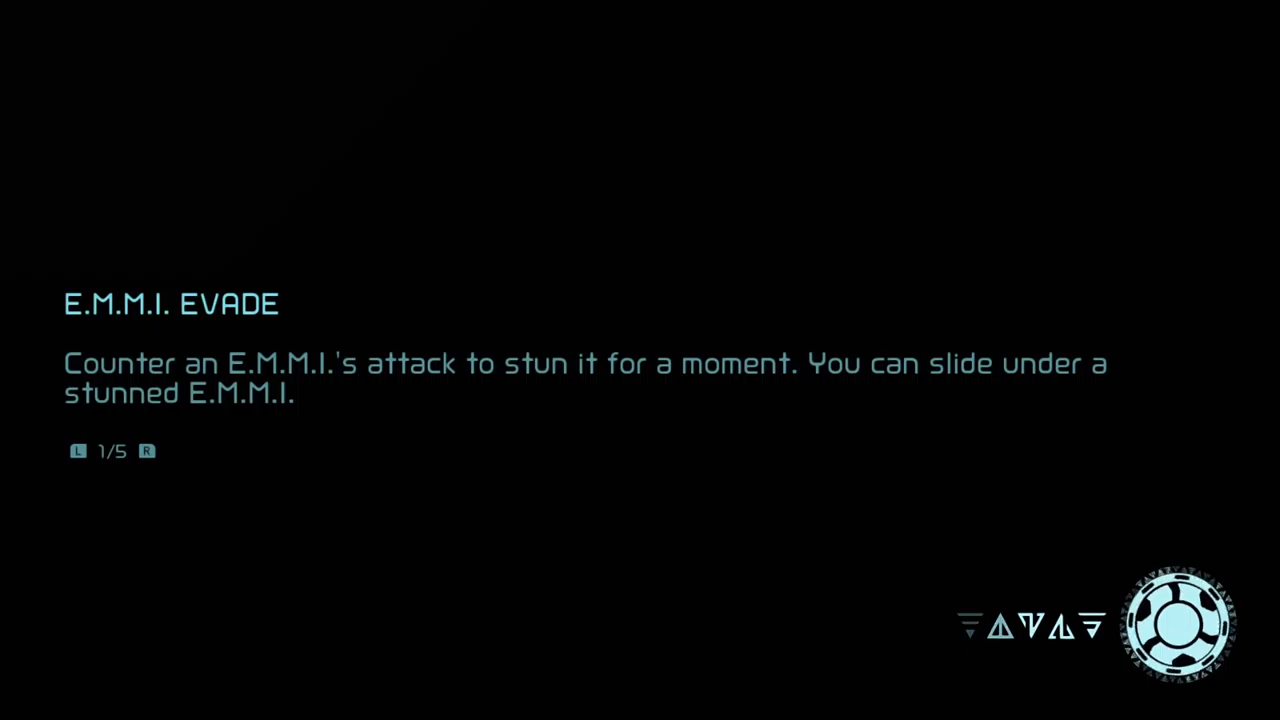 E.M.M.I. EVADE
Counter an E.M.M.I.'s attack to stun it for a moment. You can slide under a
stunned E.M.M.I.
L 1/5 R